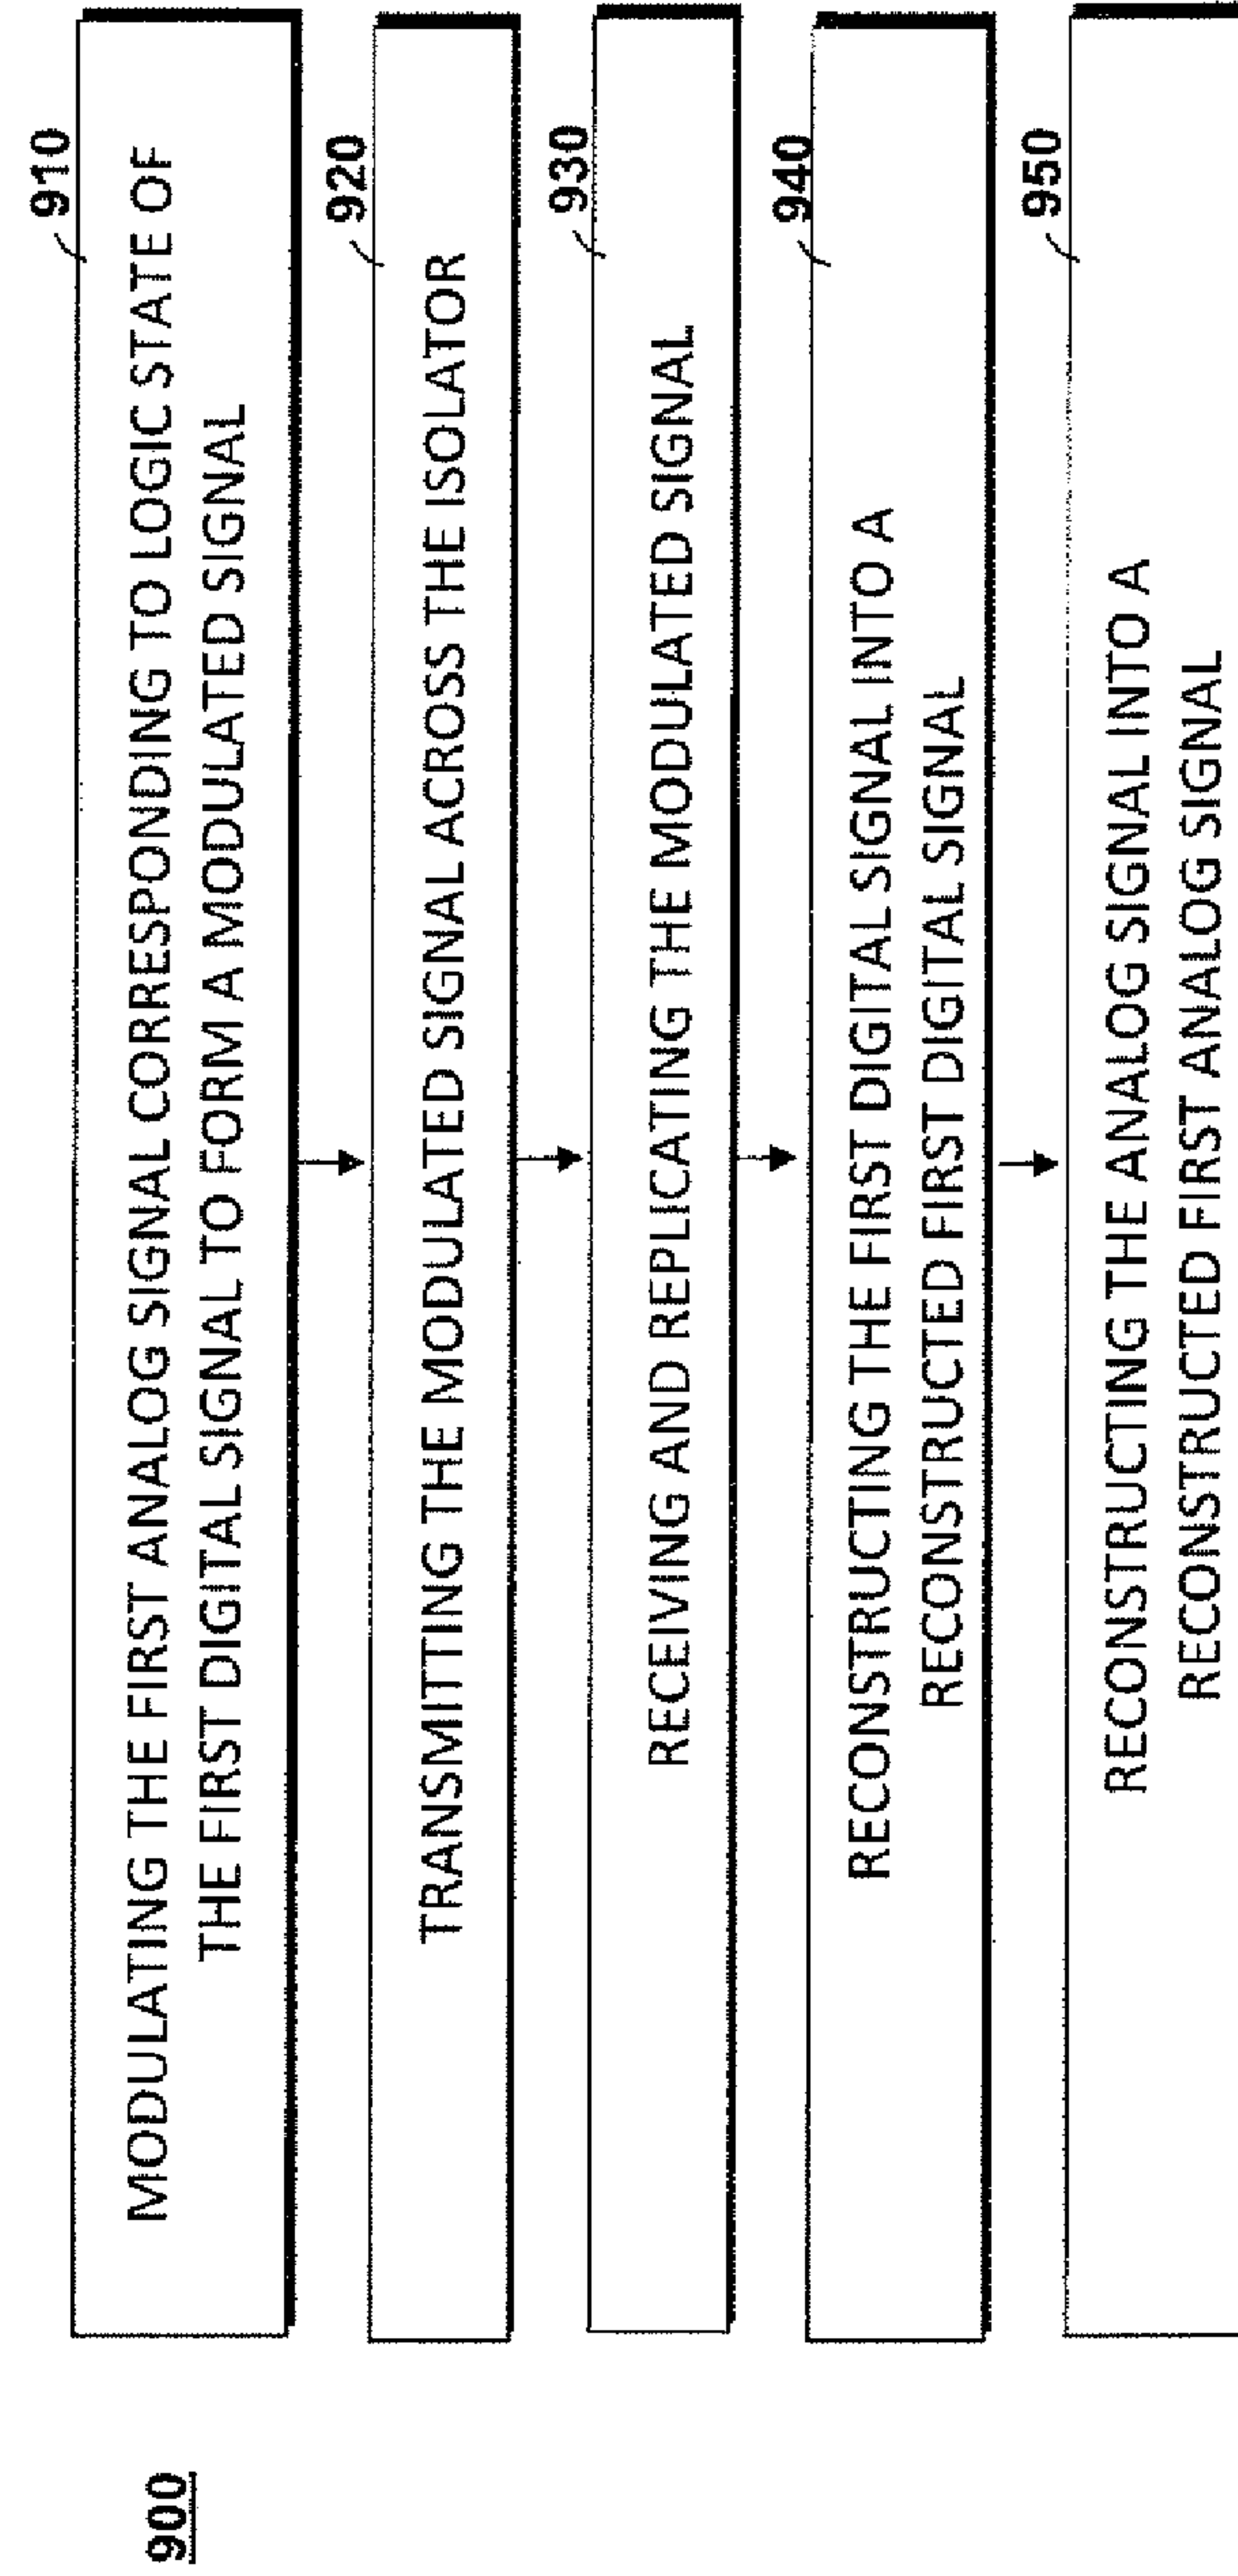 900
910
MODULATING THE FIRST ANALOG SIGNAL CORRESPONDING TO LOGIC STATE OF
THE FIRST DIGITAL SIGNAL TO FORM A MODULATED SIGNAL
920
TRANSMITTING THE MODULATED SIGNAL ACROSS THE ISOLATOR
930
RECEIVING AND REPLICATING THE MODULATED SIGNAL
940
RECONSTRUCTING THE FIRST DIGITAL SIGNAL INTO A
RECONSTRUCTED FIRST DIGITAL SIGNAL
950
RECONSTRUCTING THE ANALOG SIGNAL INTO A
RECONSTRUCTED FIRST ANALOG SIGNAL